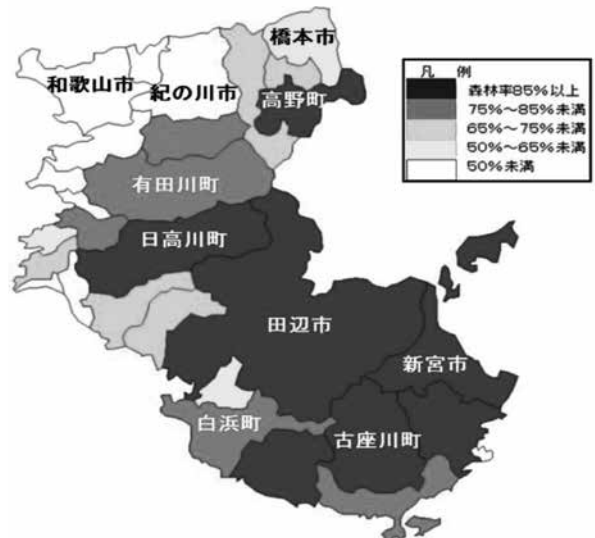 橋本市
和歌山市
紀の川市
高野町
有田川町
日高川町
田辺市
新宮市
白浜町
古座川町
凡　例
森林率85%以上
75%～85%未満
65%～75%未満
50%～65%未満
50%未満